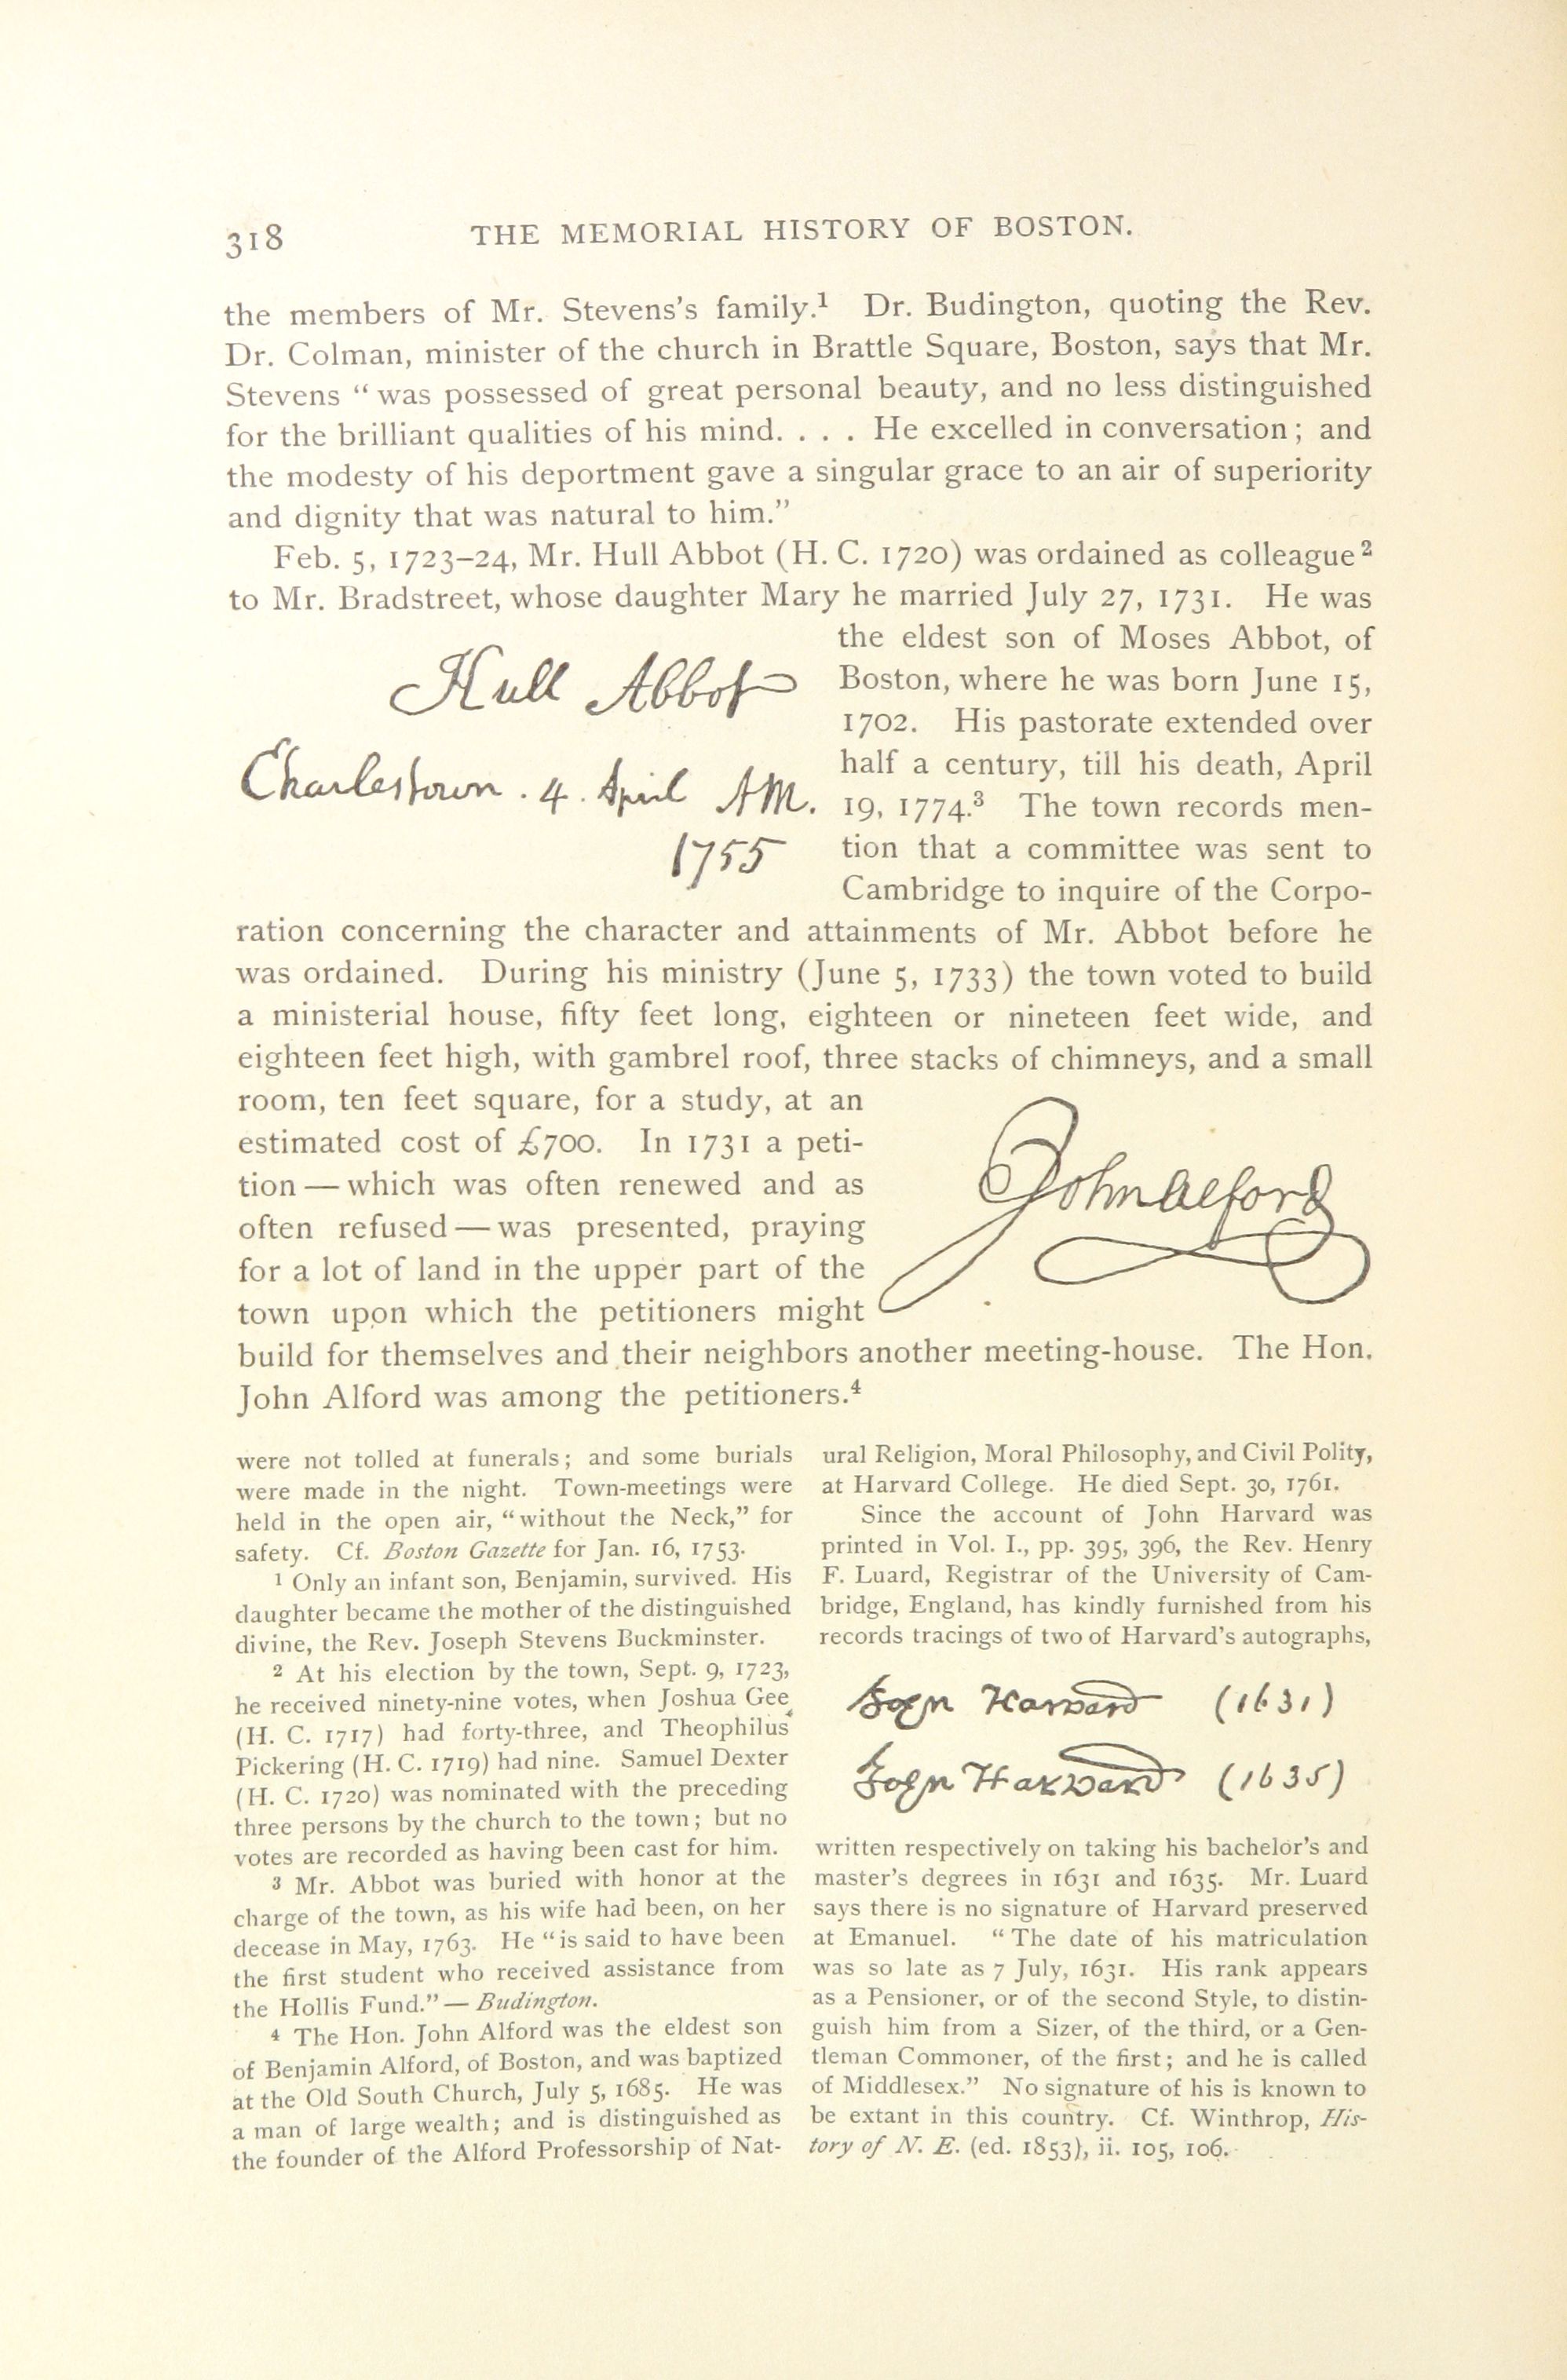 318
THE MEMORIAL HISTORY OF BOSTON.
the members of Mr. Stevens's family.¹ Dr. Budington, quoting the Rev.
Dr. Colman, minister of the church in Brattle Square, Boston, says that Mr.
Stevens “was possessed of great personal beauty, and no less distinguished
for the brilliant qualities of his mind. . . . He excelled in conversation; and
the modesty of his deportment gave a singular grace to an air of superiority
and dignity that was natural to him.”
Feb. 5, 1723–24, Mr. Hull Abbot (H. C. 1720) was ordained as colleague²
to Mr. Bradstreet, whose daughter Mary he married July 27, 1731. He was
the eldest son of Moses Abbot, of
Boston, where he was born June 15,
1702. His pastorate extended over
half a century, till his death, April
19, 1774.³ The town records men-
tion that a committee was sent to
Cambridge to inquire of the Corpo-
Hull Abbot
Charlestown . 4 . April AM.
1755
ration concerning the character and attainments of Mr. Abbot before he
was ordained. During his ministry (June 5, 1733) the town voted to build
a ministerial house, fifty feet long, eighteen or nineteen feet wide, and
eighteen feet high, with gambrel roof, three stacks of chimneys, and a small
room, ten feet square, for a study, at an
estimated cost of £700. In 1731 a peti-
tion — which was often renewed and as
often refused — was presented, praying
for a lot of land in the upper part of the
town upon which the petitioners might
John Alford
build for themselves and their neighbors another meeting-house. The Hon.
John Alford was among the petitioners.⁴
were not tolled at funerals; and some burials
were made in the night. Town-meetings were
held in the open air, “without the Neck,” for
safety. Cf. Boston Gazette for Jan. 16, 1753.
¹ Only an infant son, Benjamin, survived. His
daughter became the mother of the distinguished
divine, the Rev. Joseph Stevens Buckminster.
² At his election by the town, Sept. 9, 1723,
he received ninety-nine votes, when Joshua Gee
(H. C. 1717) had forty-three, and Theophilus
Pickering (H. C. 1719) had nine. Samuel Dexter
(H. C. 1720) was nominated with the preceding
three persons by the church to the town; but no
votes are recorded as having been cast for him.
³ Mr. Abbot was buried with honor at the
charge of the town, as his wife had been, on her
decease in May, 1763. He “is said to have been
the first student who received assistance from
the Hollis Fund.” — Budington.
⁴ The Hon. John Alford was the eldest son
of Benjamin Alford, of Boston, and was baptized
at the Old South Church, July 5, 1685. He was
a man of large wealth; and is distinguished as
the founder of the Alford Professorship of Nat-
ural Religion, Moral Philosophy, and Civil Polity,
at Harvard College. He died Sept. 30, 1761.
Since the account of John Harvard was
printed in Vol. I., pp. 395, 396, the Rev. Henry
F. Luard, Registrar of the University of Cam-
bridge, England, has kindly furnished from his
records tracings of two of Harvard's autographs,
John Harvard (1631)
John Harvard (1635)
written respectively on taking his bachelor's and
master's degrees in 1631 and 1635. Mr. Luard
says there is no signature of Harvard preserved
at Emanuel. “The date of his matriculation
was so late as 7 July, 1631. His rank appears
as a Pensioner, or of the second Style, to distin-
guish him from a Sizer, of the third, or a Gen-
tleman Commoner, of the first; and he is called
of Middlesex.” No signature of his is known to
be extant in this country. Cf. Winthrop, His-
tory of N. E. (ed. 1853), ii. 105, 106.